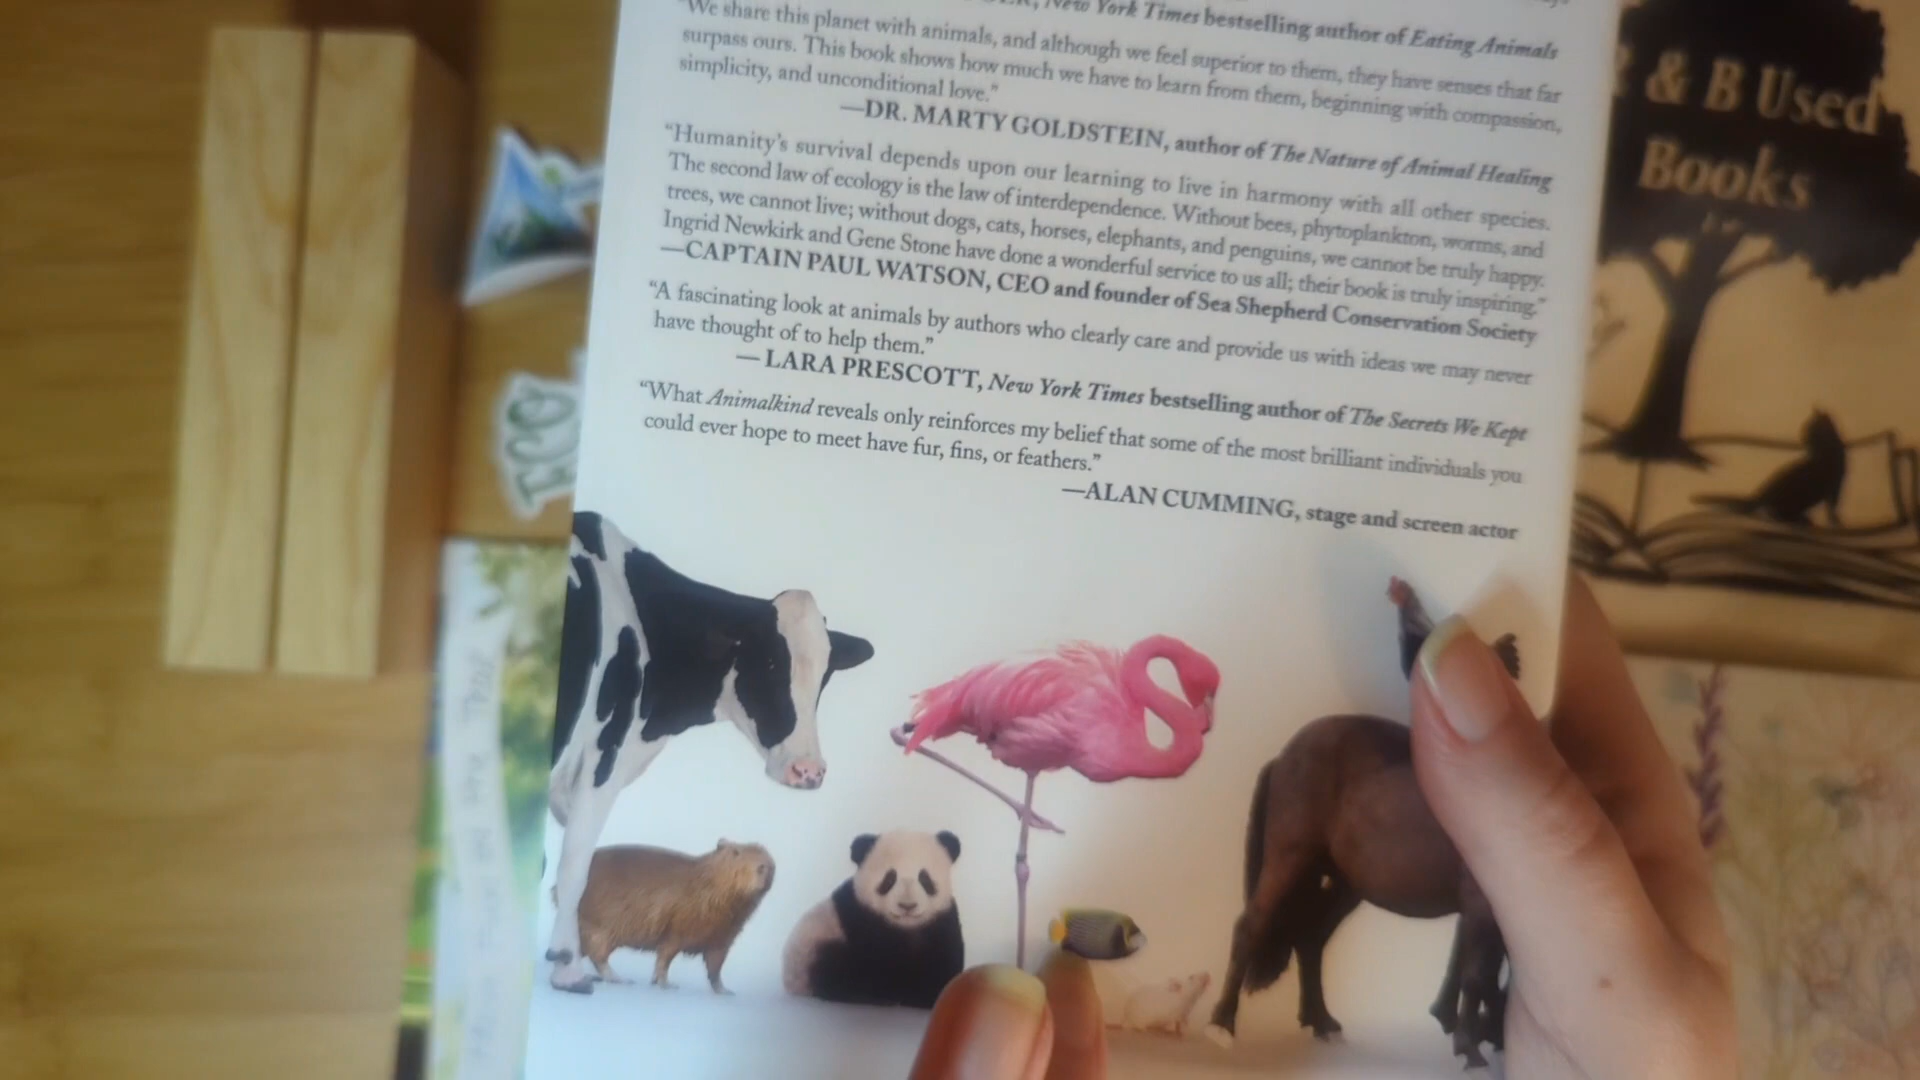 New York Times bestselling author of Eating Animals
“We share this planet with animals, and although we feel superior to them, they have senses that far
surpass ours. This book shows how much we have to learn from them, beginning with compassion,
simplicity, and unconditional love.”
—DR. MARTY GOLDSTEIN, author of The Nature of Animal Healing
“Humanity’s survival depends upon our learning to live in harmony with all other species.
The second law of ecology is the law of interdependence. Without bees, phytoplankton, worms, and
trees, we cannot live; without dogs, cats, horses, elephants, and penguins, we cannot be truly happy.
Ingrid Newkirk and Gene Stone have done a wonderful service to us all; their book is truly inspiring.”
—CAPTAIN PAUL WATSON, CEO and founder of Sea Shepherd Conservation Society
“A fascinating look at animals by authors who clearly care and provide us with ideas we may never
have thought of to help them.”
— LARA PRESCOTT, New York Times bestselling author of The Secrets We Kept
“What Animalkind reveals only reinforces my belief that some of the most brilliant individuals you
could ever hope to meet have fur, fins, or feathers.”
—ALAN CUMMING, stage and screen actor
& B Used
Books